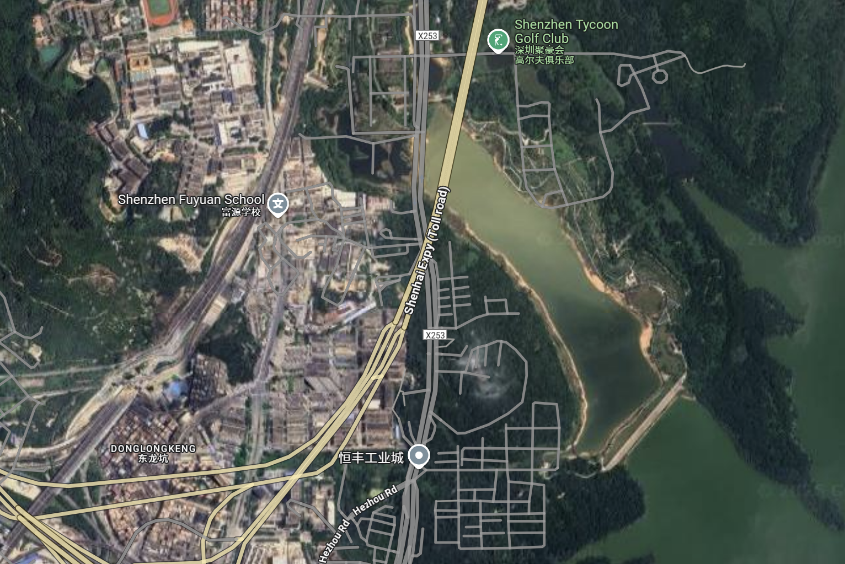 X253
Shenzhen Tycoon
Golf Club
深圳聚豪会
高尔夫俱乐部
Shenzhen Fuyuan School
富源学校
文
Shenhai Expy (Toll road)
X253
DONGLONGKENG
东龙坑
恒丰工业城
Hezhou Rd
Hezhou Rd